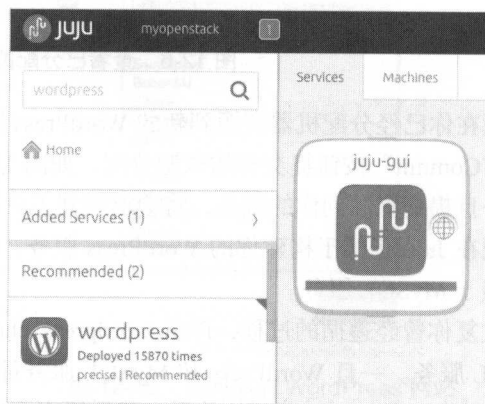 juju
myopenstack
1
wordpress
Home
Added Services (1)
Recommended (2)
wordpress
Deployed 15870 times
precise | Recommended
Services
Machines
juju-gui